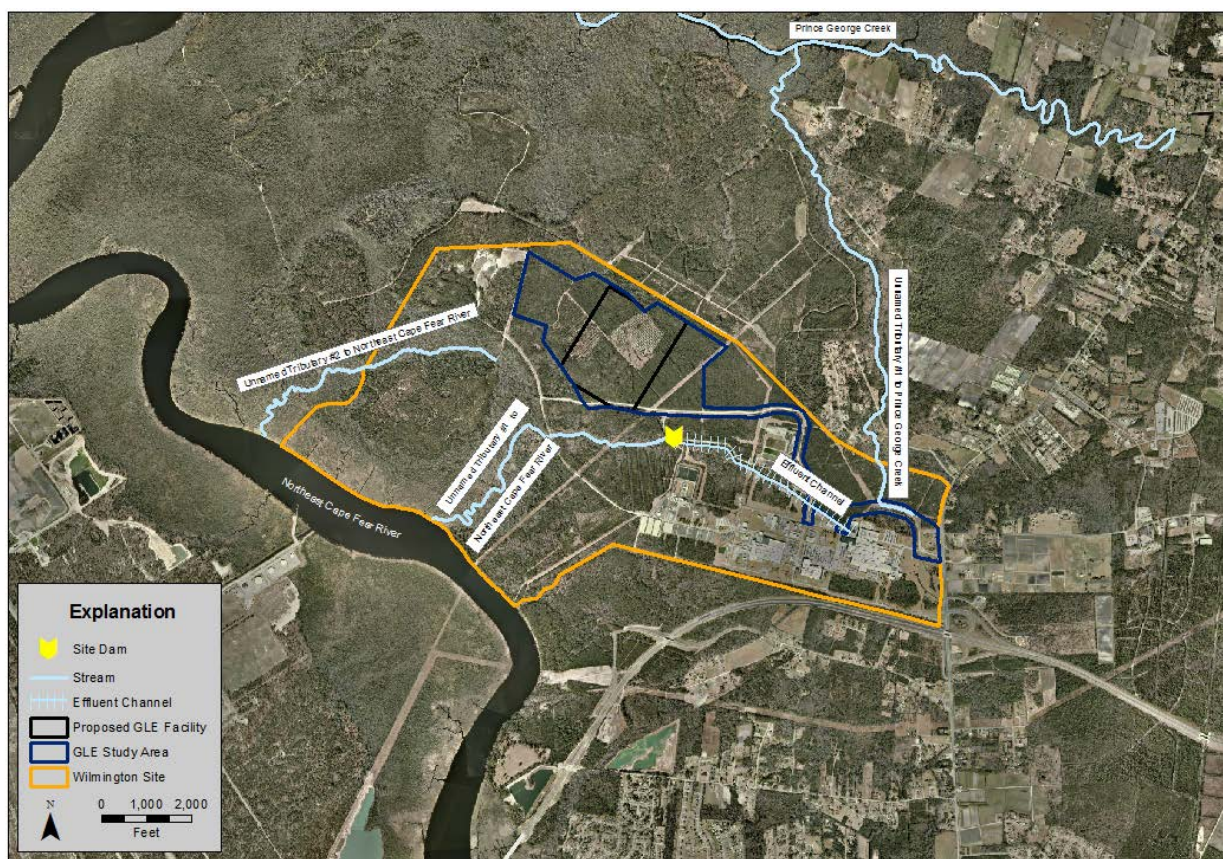 Prince George Creek
Unnamed Tributary #2 to Northeast Cape Fear River
Unnamed Tributary #1 to
Northeast Cape Fear River
Unnamed Tributary #1 to Prince George Creek
Effluent Channel
Northeast Cape Fear River
Explanation
Site Dam
Stream
Effluent Channel
Proposed GLE Facility
GLE Study Area
Wilmington Site
N
0 1,000 2,000
Feet